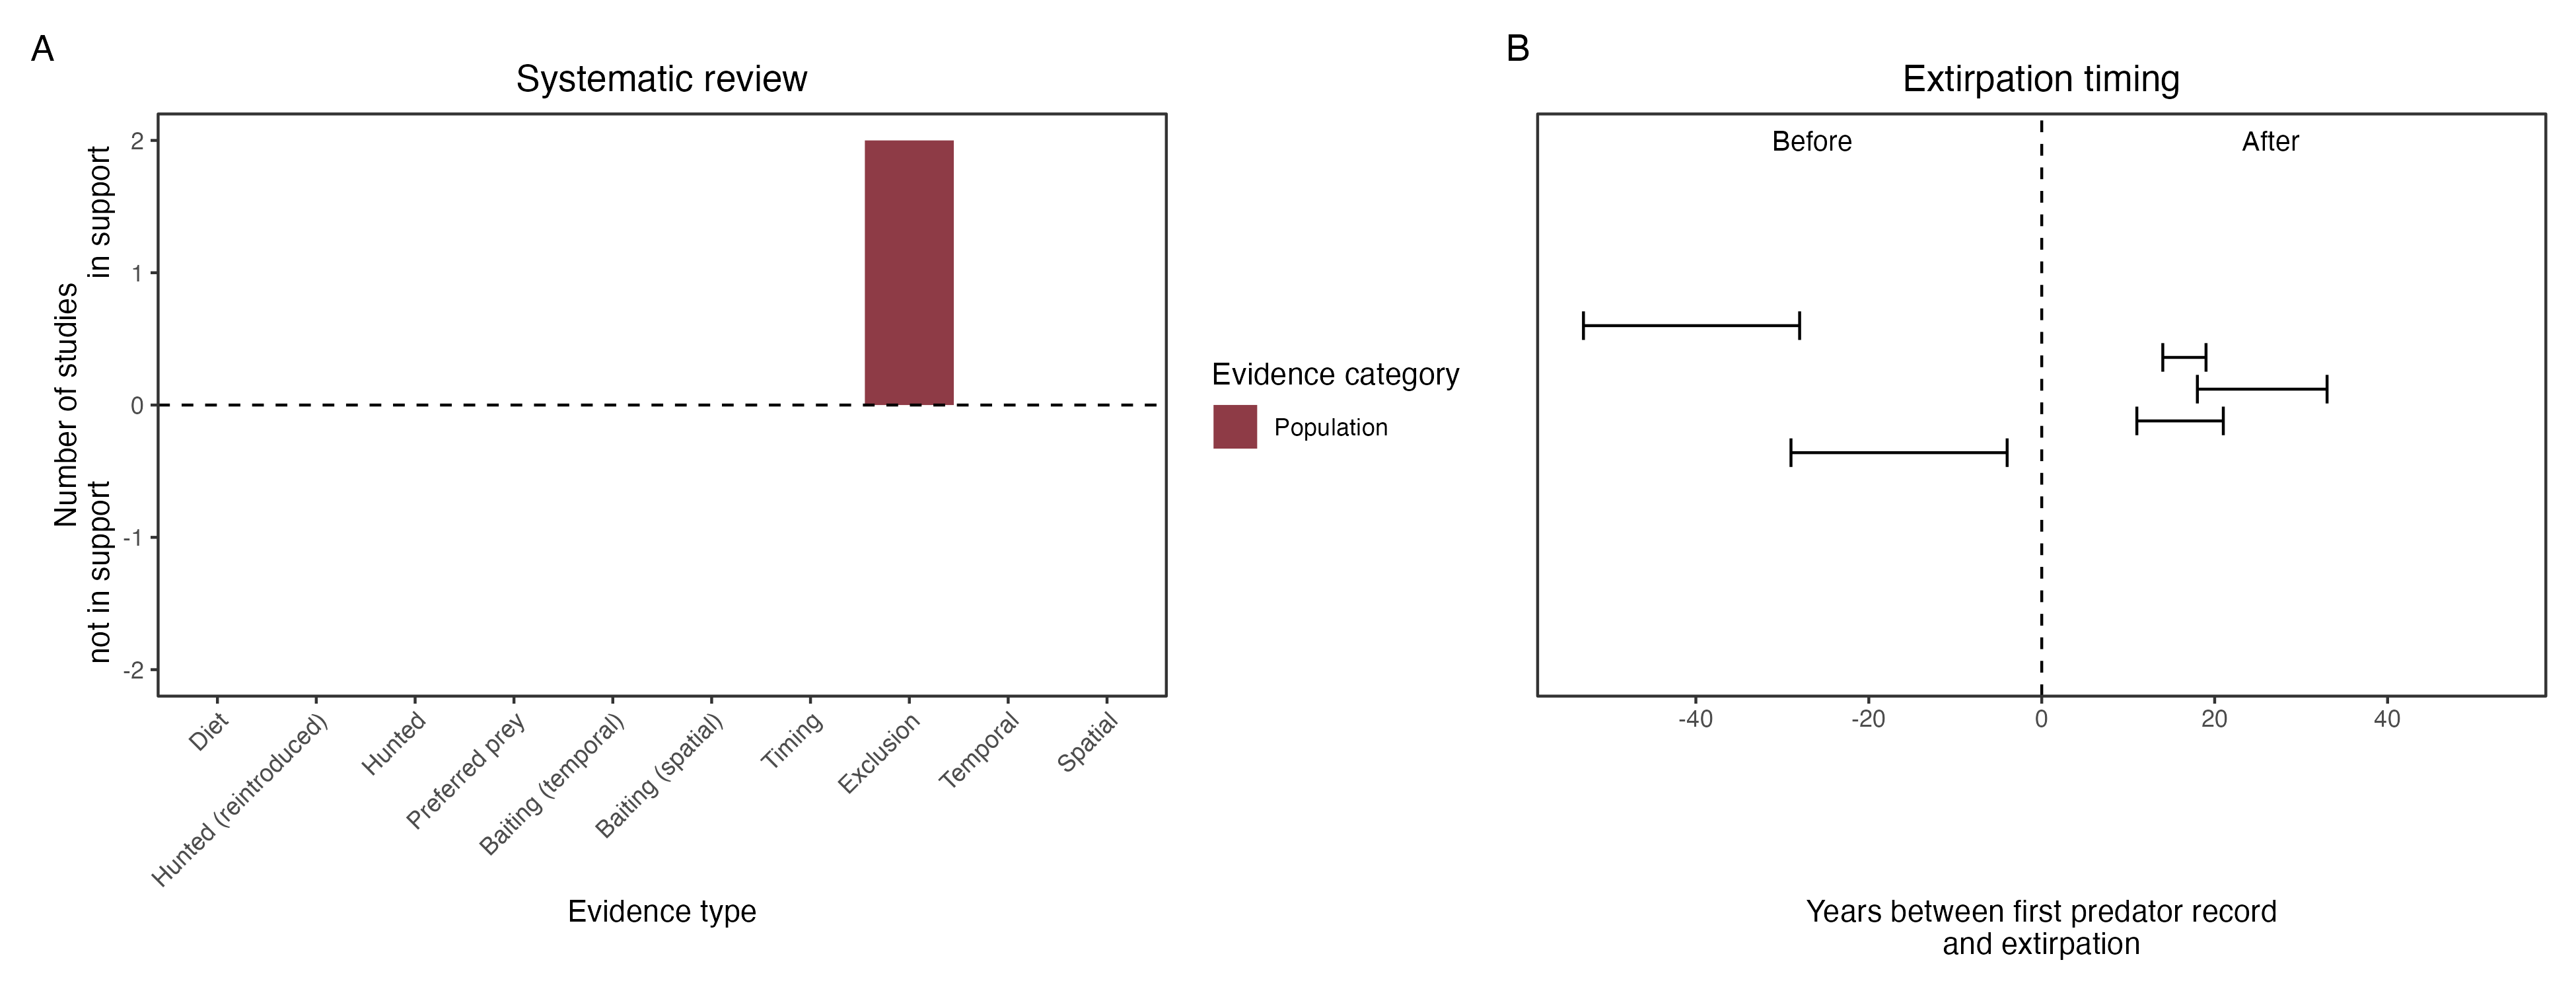 A
Systematic review
Number of studies
not in support
in support
2
1
0
-1
-2
Diet
Hunted (reintroduced)
Hunted
Preferred prey
Baiting (temporal)
Baiting (spatial)
Timing
Exclusion
Temporal
Spatial
Evidence type
Evidence category
Population
B
Extirpation timing
Before
After
-40
-20
0
20
40
Years between first predator record
and extirpation